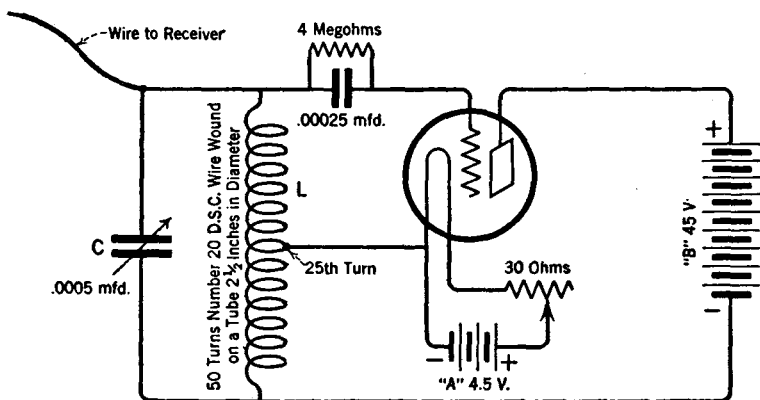 Wire to Receiver
4 Megohms
.00025 mfd.
50 Turns Number 20 D.S.C. Wire Wound
on a Tube 2½ Inches in Diameter
L
C
.0005 mfd.
25th Turn
30 Ohms
- +
"A" 4.5 V.
+
"B" 45 V.
-